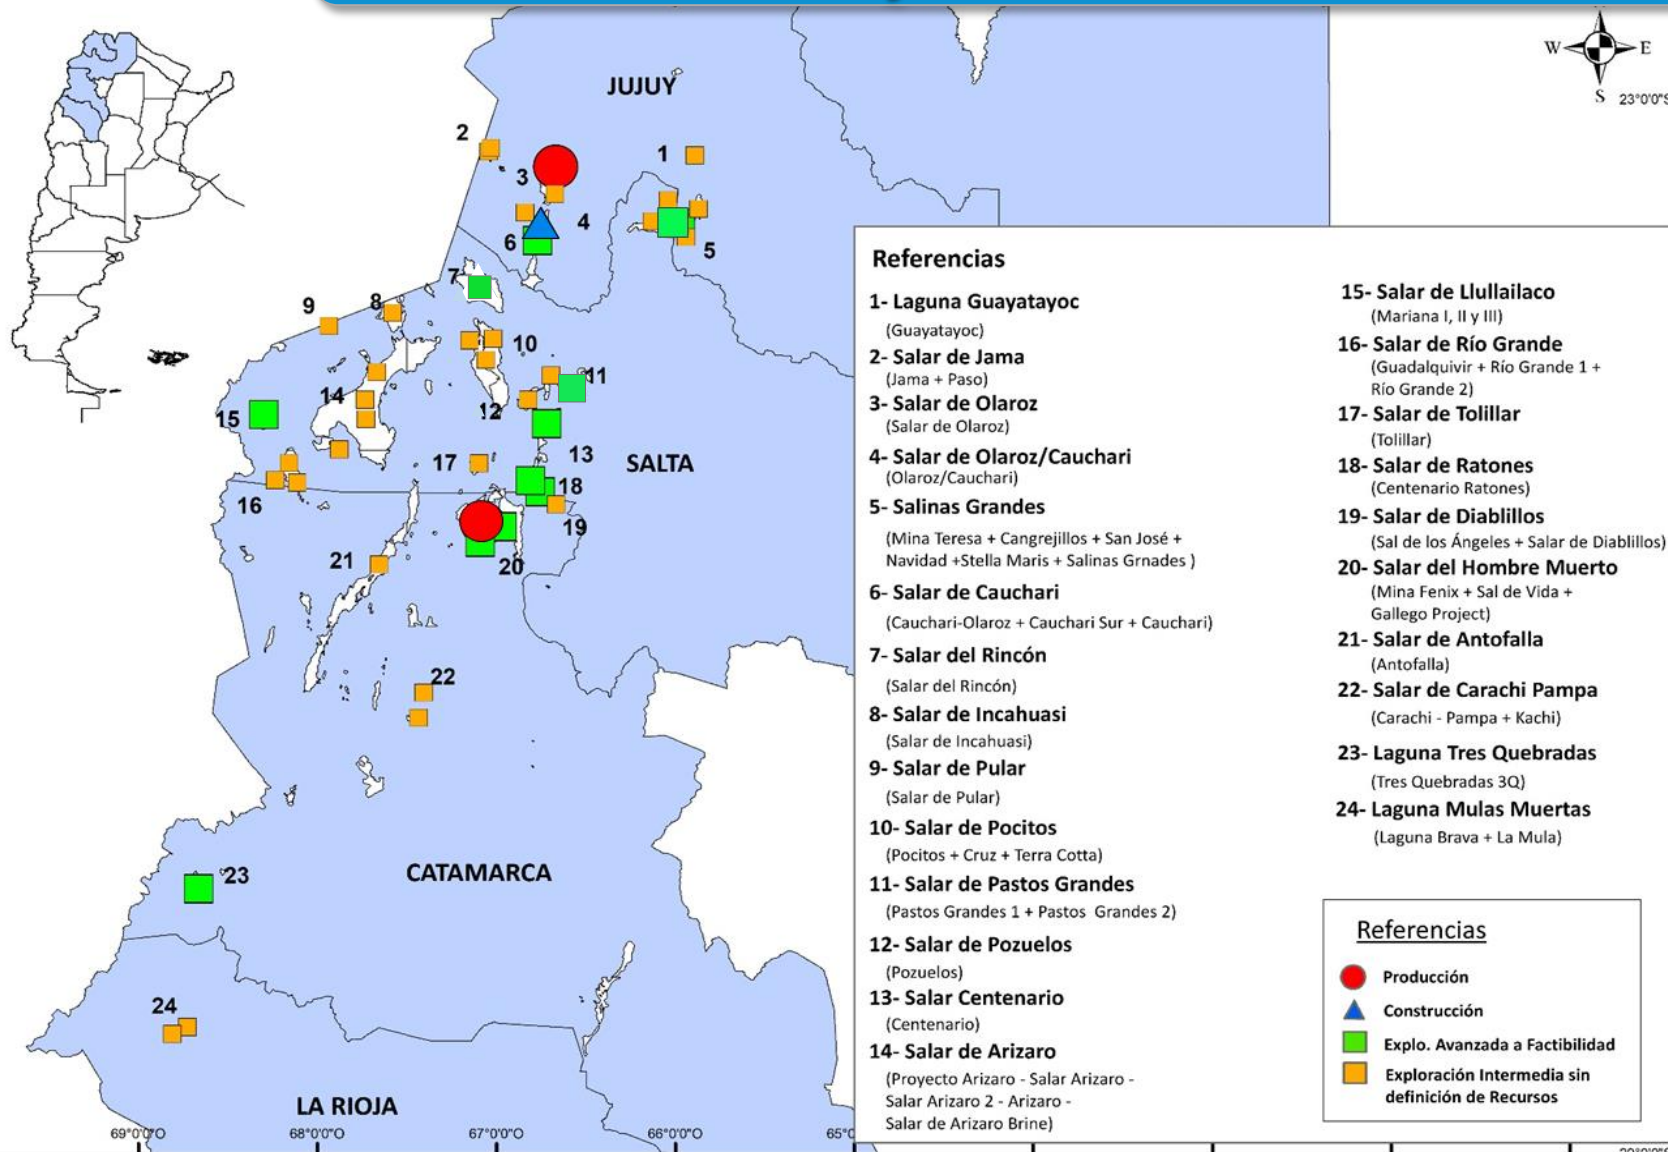 N
W
E
S
23°0'0"S
JUJUY
2
1
3
4
6
5
7
8
9
10
11
14
12
15
13
SALTA
17
18
16
19
21
20
22
23
CATAMARCA
24
LA RIOJA
69°0'0"O
68°0'0"O
67°0'0"O
66°0'0"O
Referencias
1- Laguna Guayatayoc
(Guayatayoc)
2- Salar de Jama
(Jama + Paso)
3- Salar de Olaroz
(Salar de Olaroz)
4- Salar de Olaroz/Cauchari
(Olaroz/Cauchari)
5- Salinas Grandes
(Mina Teresa + Cangrejillos + San José +
Navidad +Stella Maris + Salinas Grnades )
6- Salar de Cauchari
(Cauchari-Olaroz + Cauchari Sur + Cauchari)
7- Salar del Rincón
(Salar del Rincón)
8- Salar de Incahuasi
(Salar de Incahuasi)
9- Salar de Pular
(Salar de Pular)
10- Salar de Pocitos
(Pocitos + Cruz + Terra Cotta)
11- Salar de Pastos Grandes
(Pastos Grandes 1 + Pastos Grandes 2)
12- Salar de Pozuelos
(Pozuelos)
13- Salar Centenario
(Centenario)
14- Salar de Arizaro
(Proyecto Arizaro - Salar Arizaro -
Salar Arizaro 2 - Arizaro -
Salar de Arizaro Brine)
15- Salar de Llullailaco
(Mariana I, II y III)
16- Salar de Río Grande
(Guadalquivir + Río Grande 1 +
Río Grande 2)
17- Salar de Tolillar
(Tolillar)
18- Salar de Ratones
(Centenario Ratones)
19- Salar de Diablillos
(Sal de los Ángeles + Salar de Diablillos)
20- Salar del Hombre Muerto
(Mina Fenix + Sal de Vida +
Gallego Project)
21- Salar de Antofalla
(Antofalla)
22- Salar de Carachi Pampa
(Carachi - Pampa + Kachi)
23- Laguna Tres Quebradas
(Tres Quebradas 3Q)
24- Laguna Mulas Muertas
(Laguna Brava + La Mula)
Referencias
Producción
Construcción
Explo. Avanzada a Factibilidad
Exploración Intermedia sin
definición de Recursos